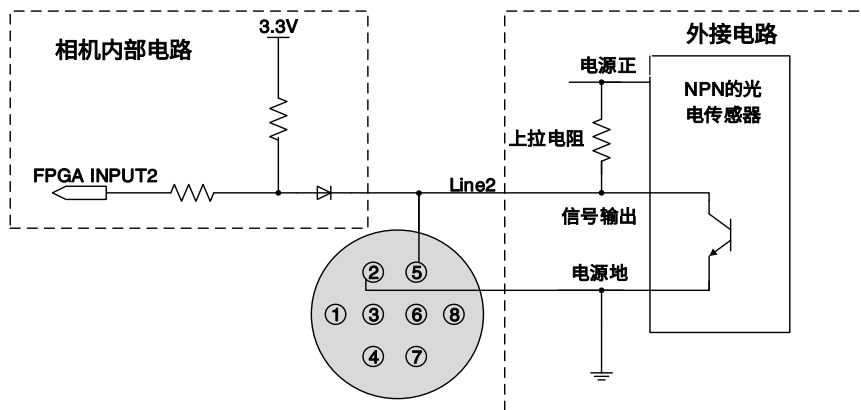 相机内部电路
3.3V
FPGA INPUT2
外接电路
电源正
NPN的光
电传感器
上拉电阻
Line2
信号输出
电源地
② ⑤
① ③ ⑥ ⑧
④ ⑦